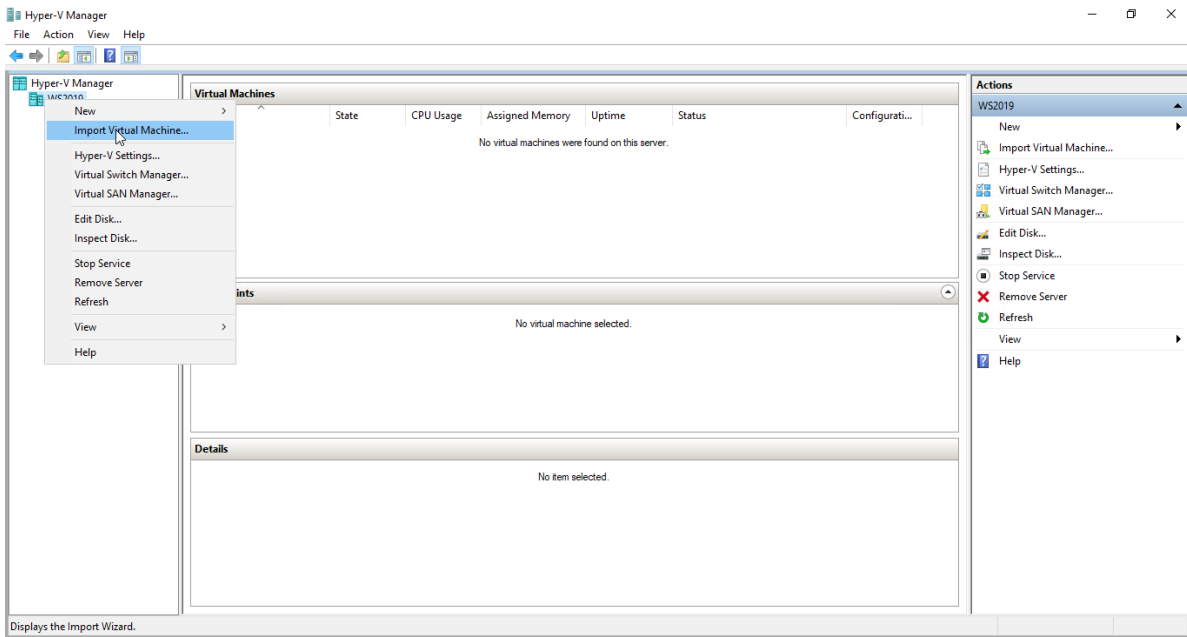 Hyper-V Manager
File Action View Help
Hyper-V Manager
WS2019
New
Import Virtual Machine...
Hyper-V Settings...
Virtual Switch Manager...
Virtual SAN Manager...
Edit Disk...
Inspect Disk...
Stop Service
Remove Server
Refresh
View
Help
Virtual Machines
State CPU Usage Assigned Memory Uptime Status Configurati...
No virtual machines were found on this server.
ints
No virtual machine selected.
Details
No item selected.
Actions
WS2019
New
Import Virtual Machine...
Hyper-V Settings...
Virtual Switch Manager...
Virtual SAN Manager...
Edit Disk...
Inspect Disk...
Stop Service
Remove Server
Refresh
View
Help
Displays the Import Wizard.